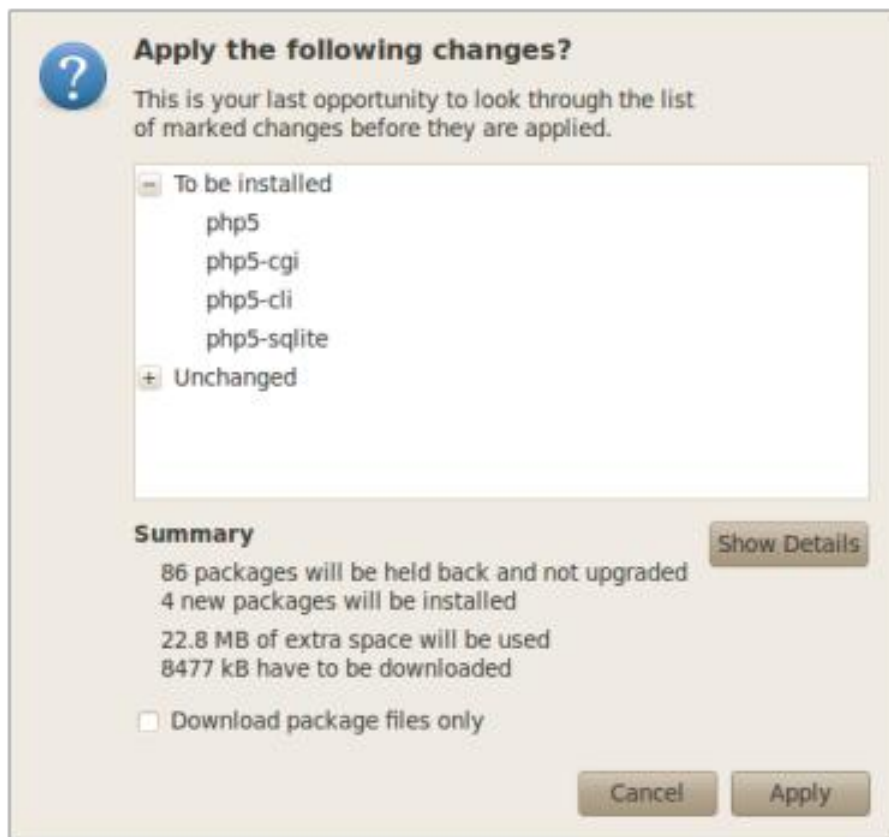 Apply the following changes?
This is your last opportunity to look through the list
of marked changes before they are applied.
To be installed
php5
php5-cgi
php5-cli
php5-sqlite
Unchanged
Summary
Show Details
86 packages will be held back and not upgraded
4 new packages will be installed
22.8 MB of extra space will be used
8477 kB have to be downloaded
Download package files only
Cancel
Apply